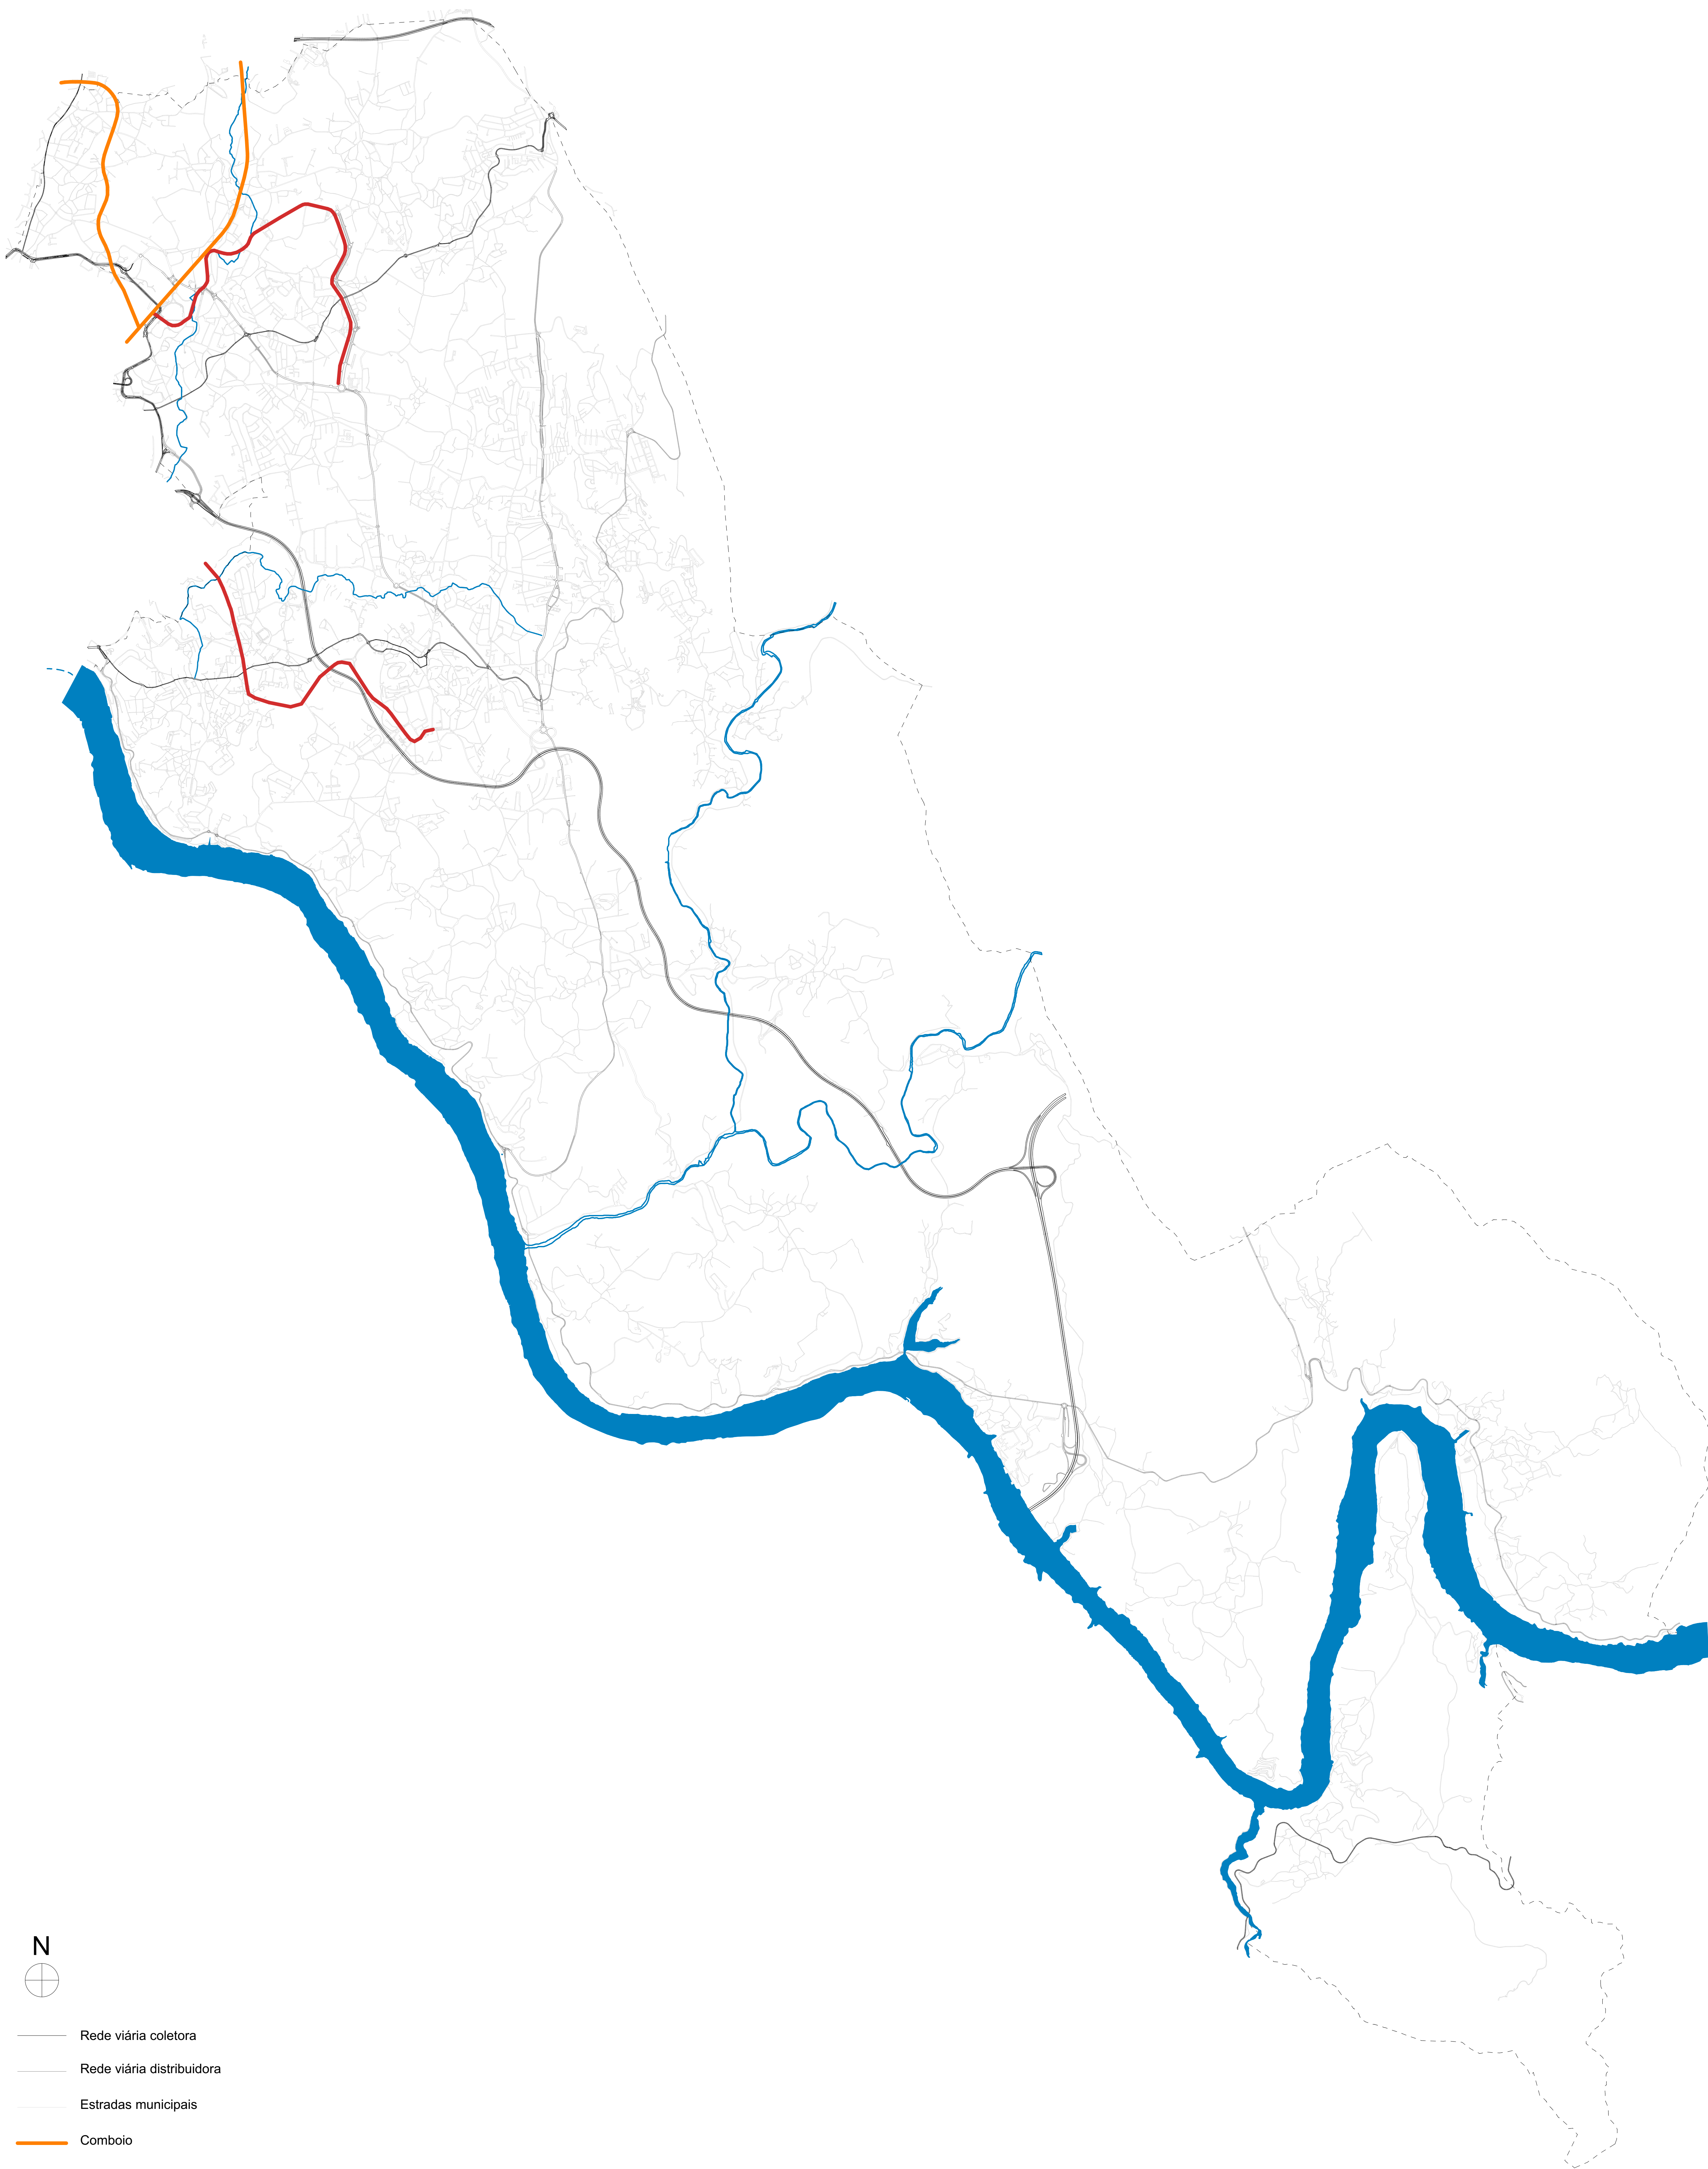 N
Rede viária coletora
Rede viária distribuidora
Estradas municipais
Comboio